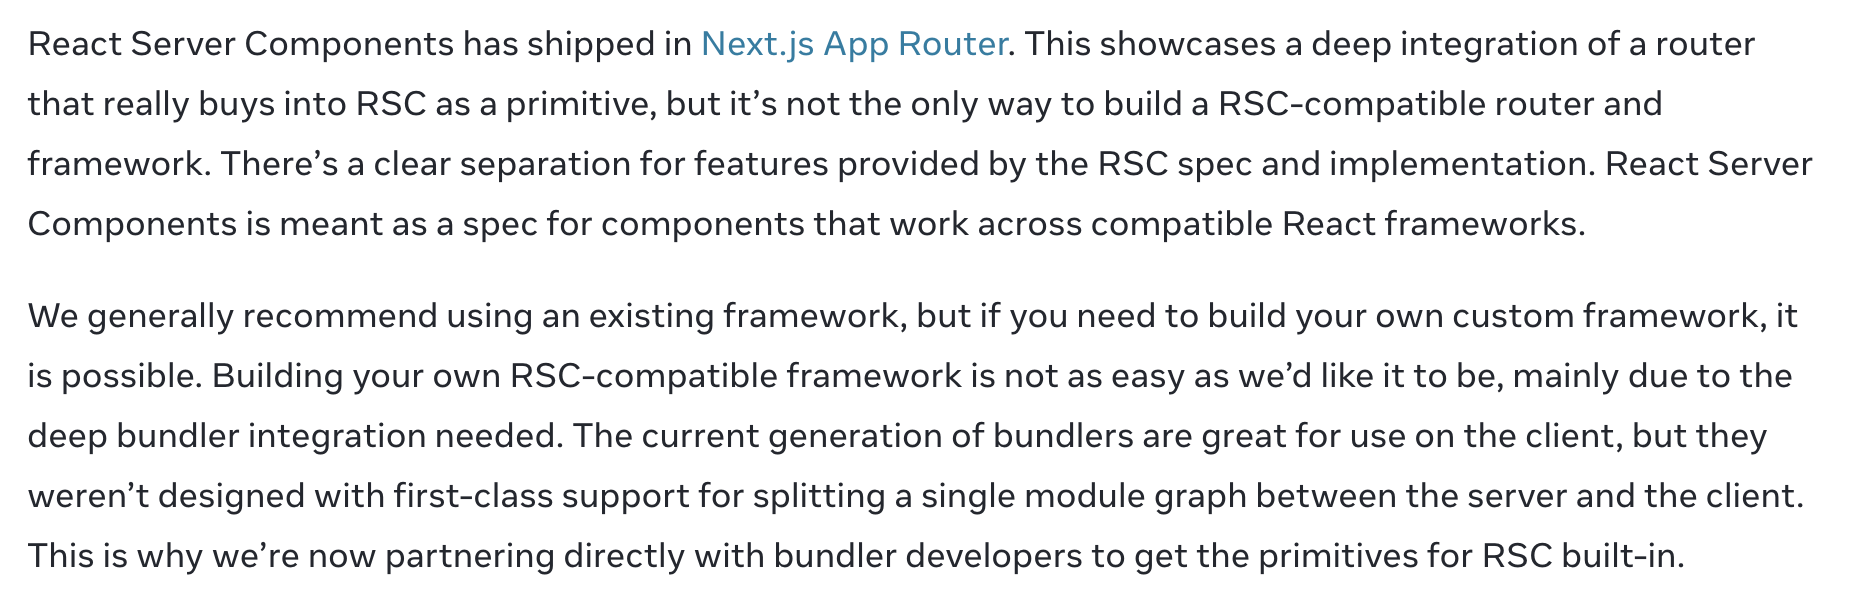 React Server Components has shipped in Next.js App Router. This showcases a deep integration of a router
that really buys into RSC as a primitive, but it’s not the only way to build a RSC-compatible router and
framework. There’s a clear separation for features provided by the RSC spec and implementation. React Server
Components is meant as a spec for components that work across compatible React frameworks.
We generally recommend using an existing framework, but if you need to build your own custom framework, it
is possible. Building your own RSC-compatible framework is not as easy as we’d like it to be, mainly due to the
deep bundler integration needed. The current generation of bundlers are great for use on the client, but they
weren’t designed with first-class support for splitting a single module graph between the server and the client.
This is why we’re now partnering directly with bundler developers to get the primitives for RSC built-in.